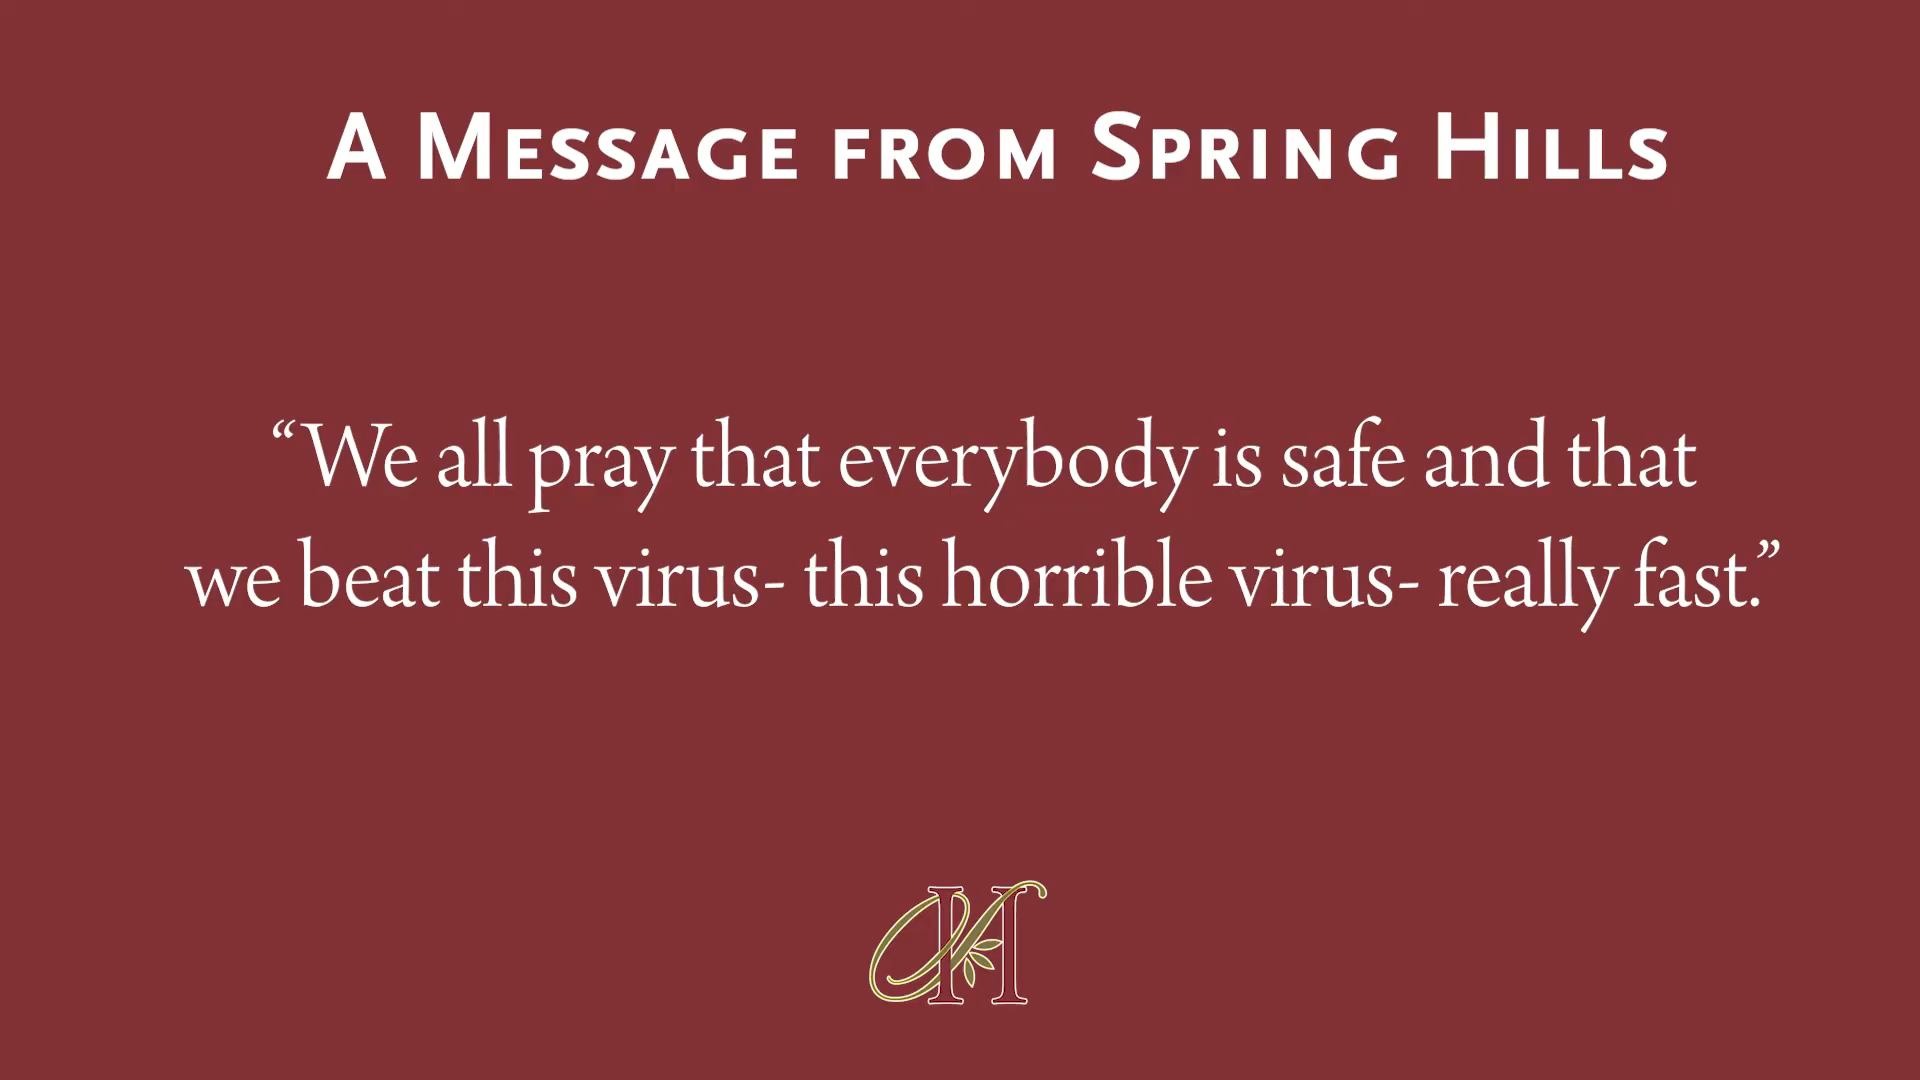 A Message from Spring Hills
“We all pray that everybody is safe and that
we beat this virus- this horrible virus- really fast.”